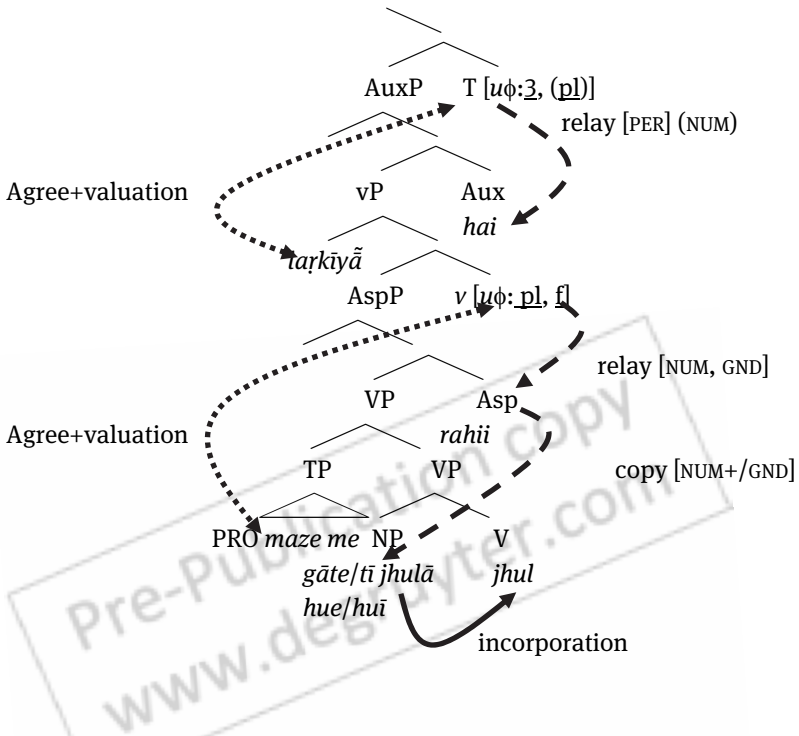 AuxP T [uϕ:3, (pl)]
relay [PER] (NUM)
Agree+valuation
vP Aux
hai
laṛkīyā̃
AspP v [uϕ: pl, f]
relay [NUM, GND]
VP Asp
Agree+valuation
rahii
TP VP
copy [NUM+/GND]
PRO maze me NP V
gāte/tī jhulā jhul
hue/huī
incorporation
Pre-Publication copy
www.degruyter.com